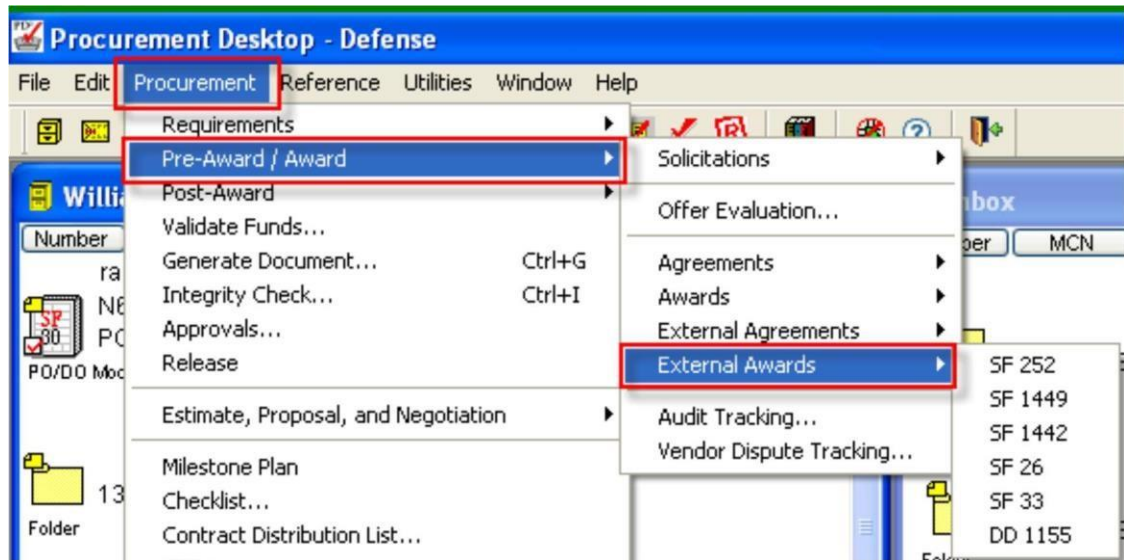 Procurement Desktop - Defense
File Edit Procurement Reference Utilities Window Help
Requirements
Pre-Award / Award
Post-Award
Validate Funds...
Generate Document... Ctrl+G
Integrity Check... Ctrl+I
Approvals...
Release
Estimate, Proposal, and Negotiation
Milestone Plan
Checklist...
Contract Distribution List...
Solicitations
Offer Evaluation...
Agreements
Awards
External Agreements
External Awards
Audit Tracking...
Vendor Dispute Tracking...
SF 252
SF 1449
SF 1442
SF 26
SF 33
DD 1155
Number
SF
30
PO/DO
13
Folder
MCN